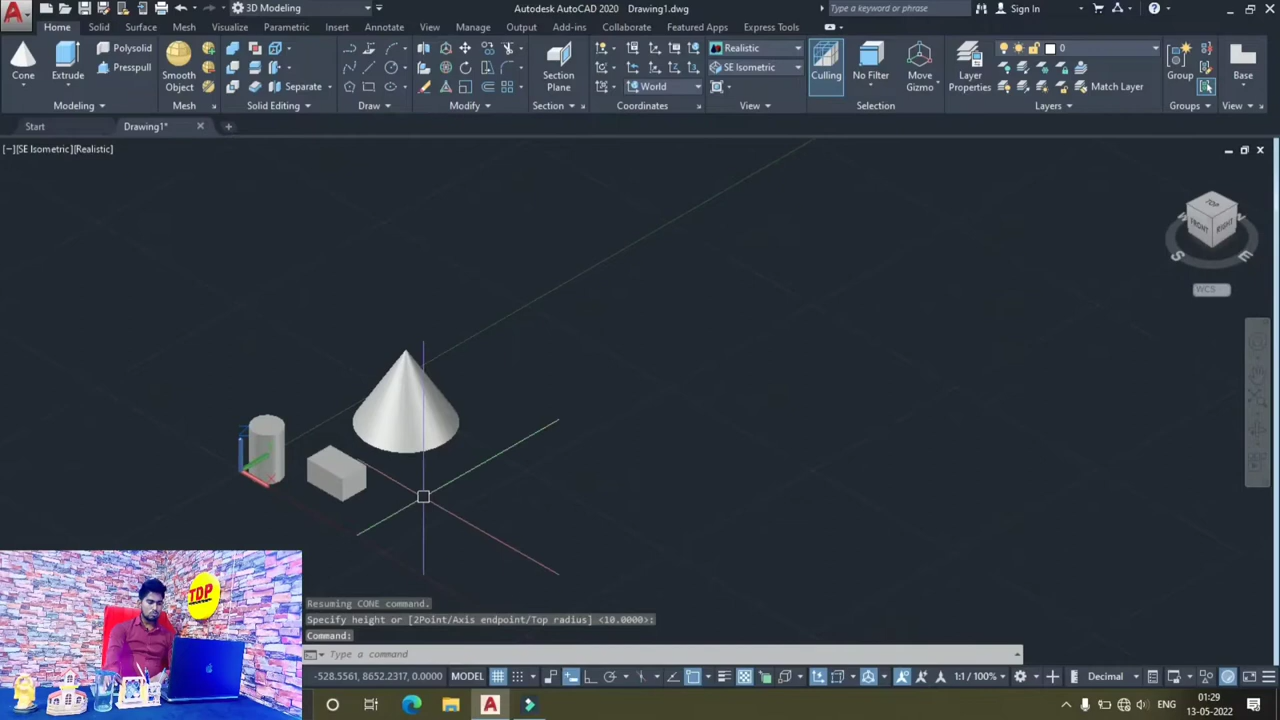 3D Modeling
Autodesk AutoCAD 2020 Drawing1.dwg
Type a keyword or phrase
Sign In
Home Solid Surface Mesh Visualize Parametric Insert Annotate View Manage Output Add-ins Collaborate Featured Apps Express Tools
Cone
Extrude
Polysolid
Presspull
Smooth
Object
Separate
Section
Plane
World
Realistic
SE Isometric
Culling
No Filter
Move
Gizmo
Layer
Properties
0
Match Layer
Group
Base
Modeling Mesh Solid Editing Draw Modify Section Coordinates View Selection Layers Groups View
Start
Drawing1*
[−][SE Isometric][Realistic]
TOP
FRONT
RIGHT
S
E
WCS
Z
X
TDP
Resuming CONE command.
Specify height or [2Point/Axis endpoint/Top radius] <10.0000>:
Command:
Type a command
-528.5561, 8652.2317, 0.0000
MODEL
1:1 / 100%
Decimal
01:29
ENG
13-05-2022